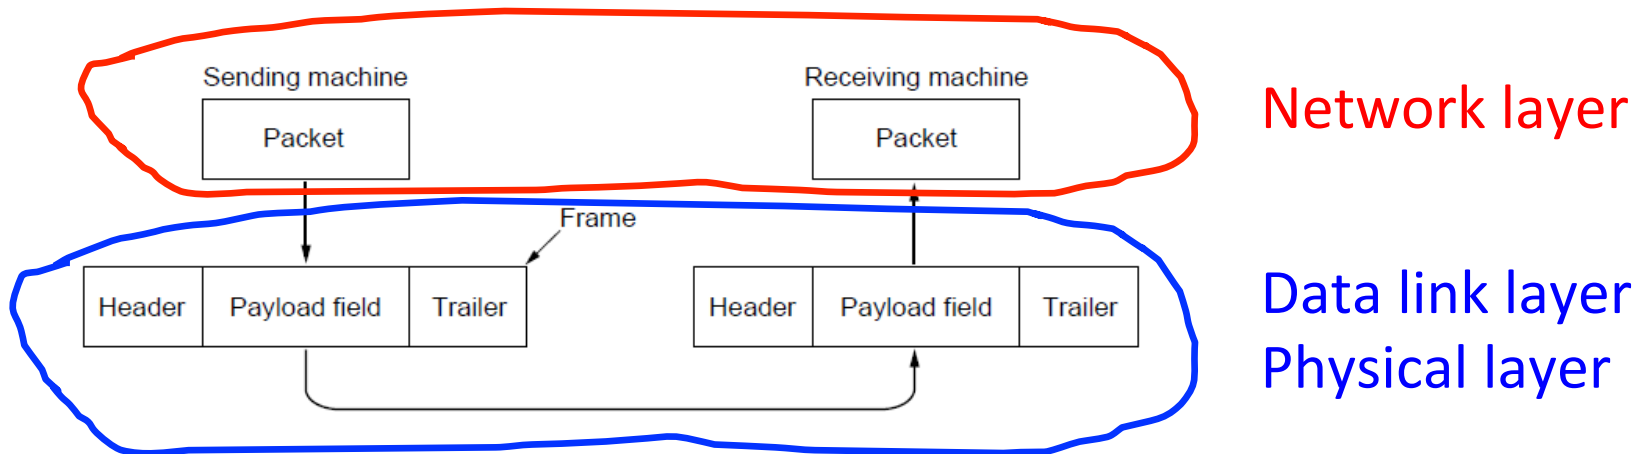 Sending machine
Receiving machine
Packet
Packet
Network layer
Frame
Header
Payload field
Trailer
Header
Payload field
Trailer
Data link layer
Physical layer